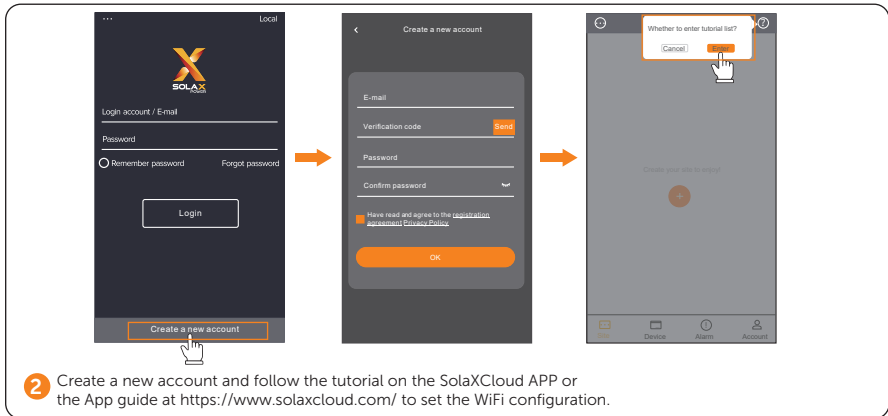 ... Local
SOLAX
POWER
Login account / E-mail
Password
Remember password Forgot password
Login
Create a new account
Create a new account
E-mail
Verification code Send
Password
Confirm password
Have read and agree to the registration
agreement Privacy Policy
OK
Whether to enter tutorial list?
Cancel Enter
Create your site to enjoy!
Device Alarm Account
2 Create a new account and follow the tutorial on the SolaXCloud APP or
the App guide at https://www.solaxcloud.com/ to set the WiFi configuration.